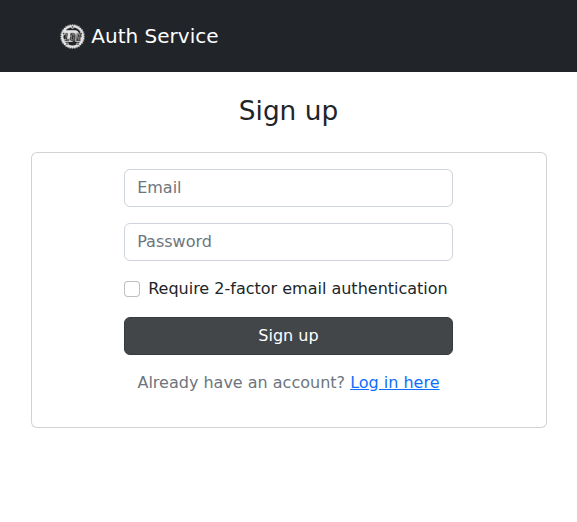 Auth Service
Sign up
Email
Password
Require 2-factor email authentication
Sign up
Already have an account? Log in here